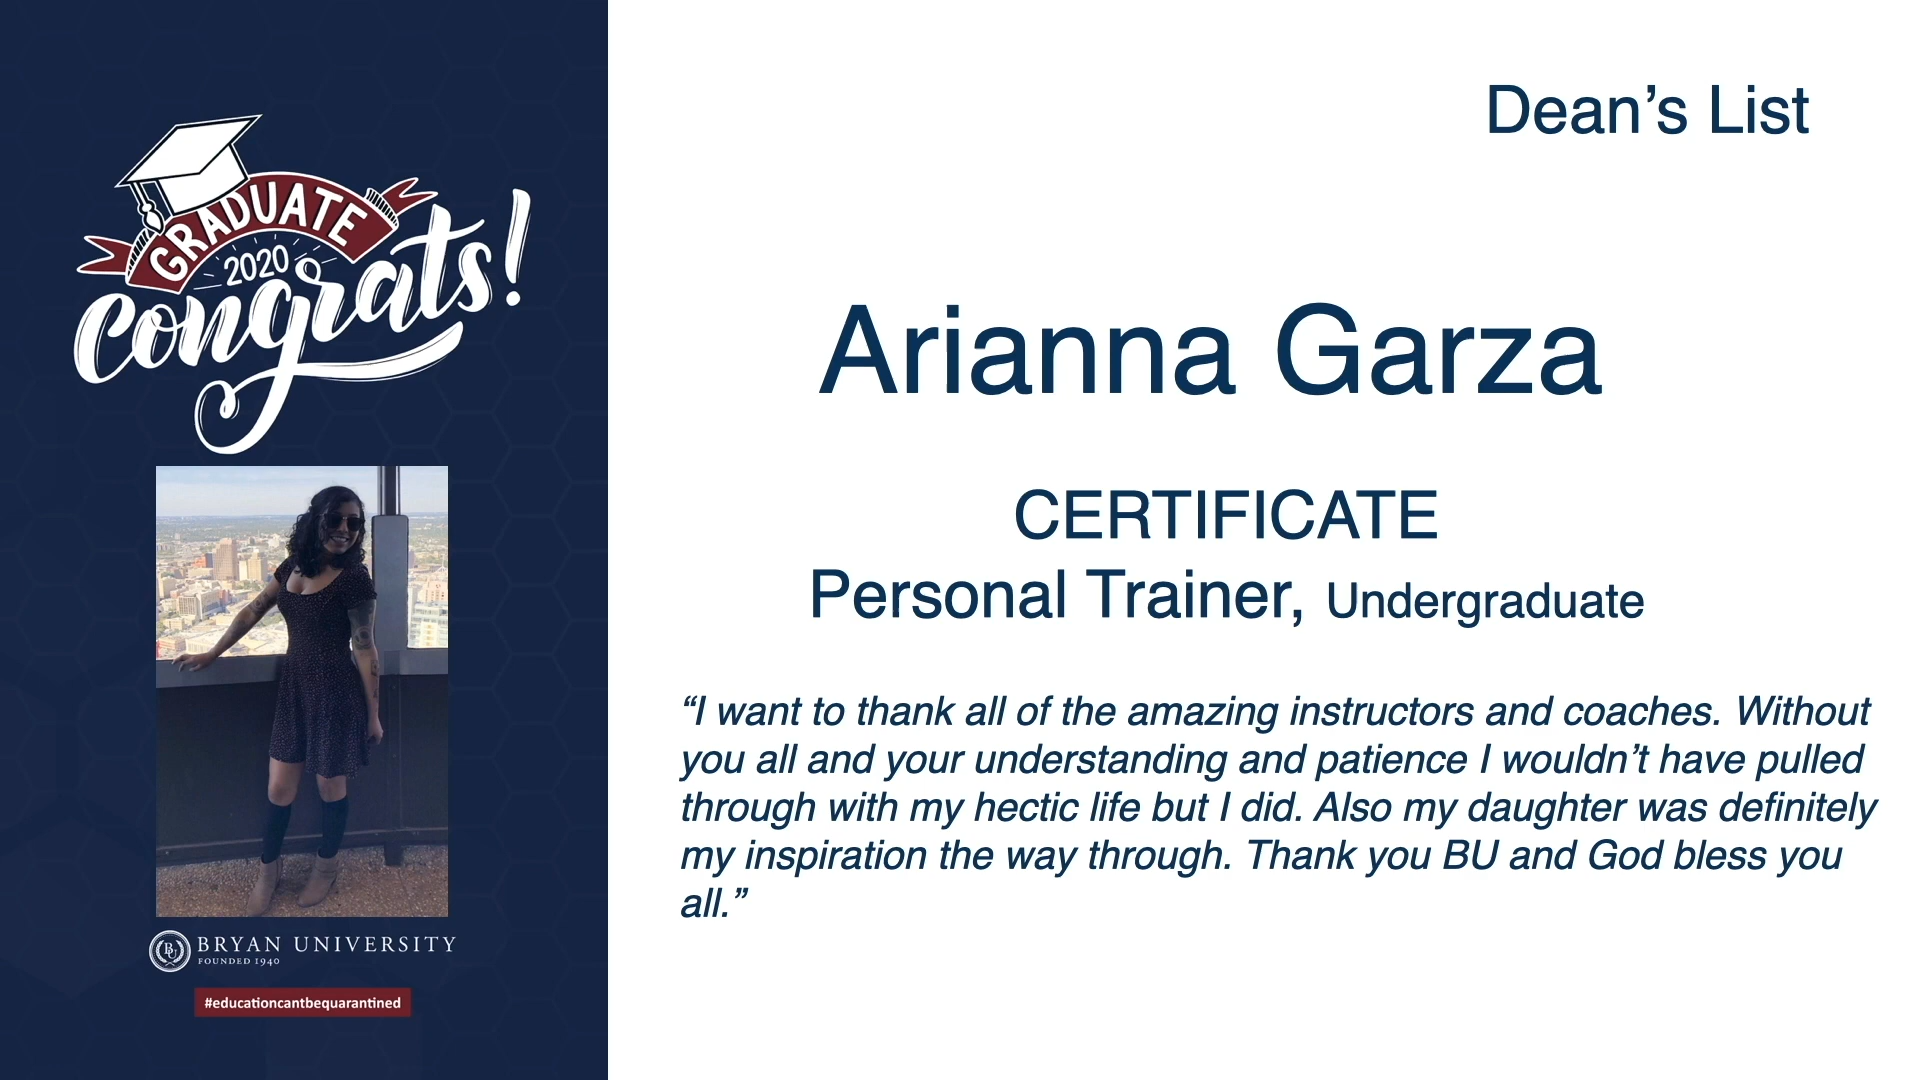 GRADUATE
2020
congrats!
BU
BRYAN UNIVERSITY
FOUNDED 1940
#educationcantbequarantined
Dean’s List
Arianna Garza
CERTIFICATE
Personal Trainer, Undergraduate
“I want to thank all of the amazing instructors and coaches. Without
you all and your understanding and patience I wouldn’t have pulled
through with my hectic life but I did. Also my daughter was definitely
my inspiration the way through. Thank you BU and God bless you
all.”